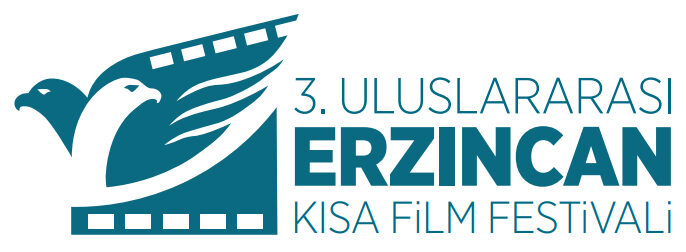 3. ULUSLARARASI
ERZINCAN
KISA FİLM FESTİVALİ